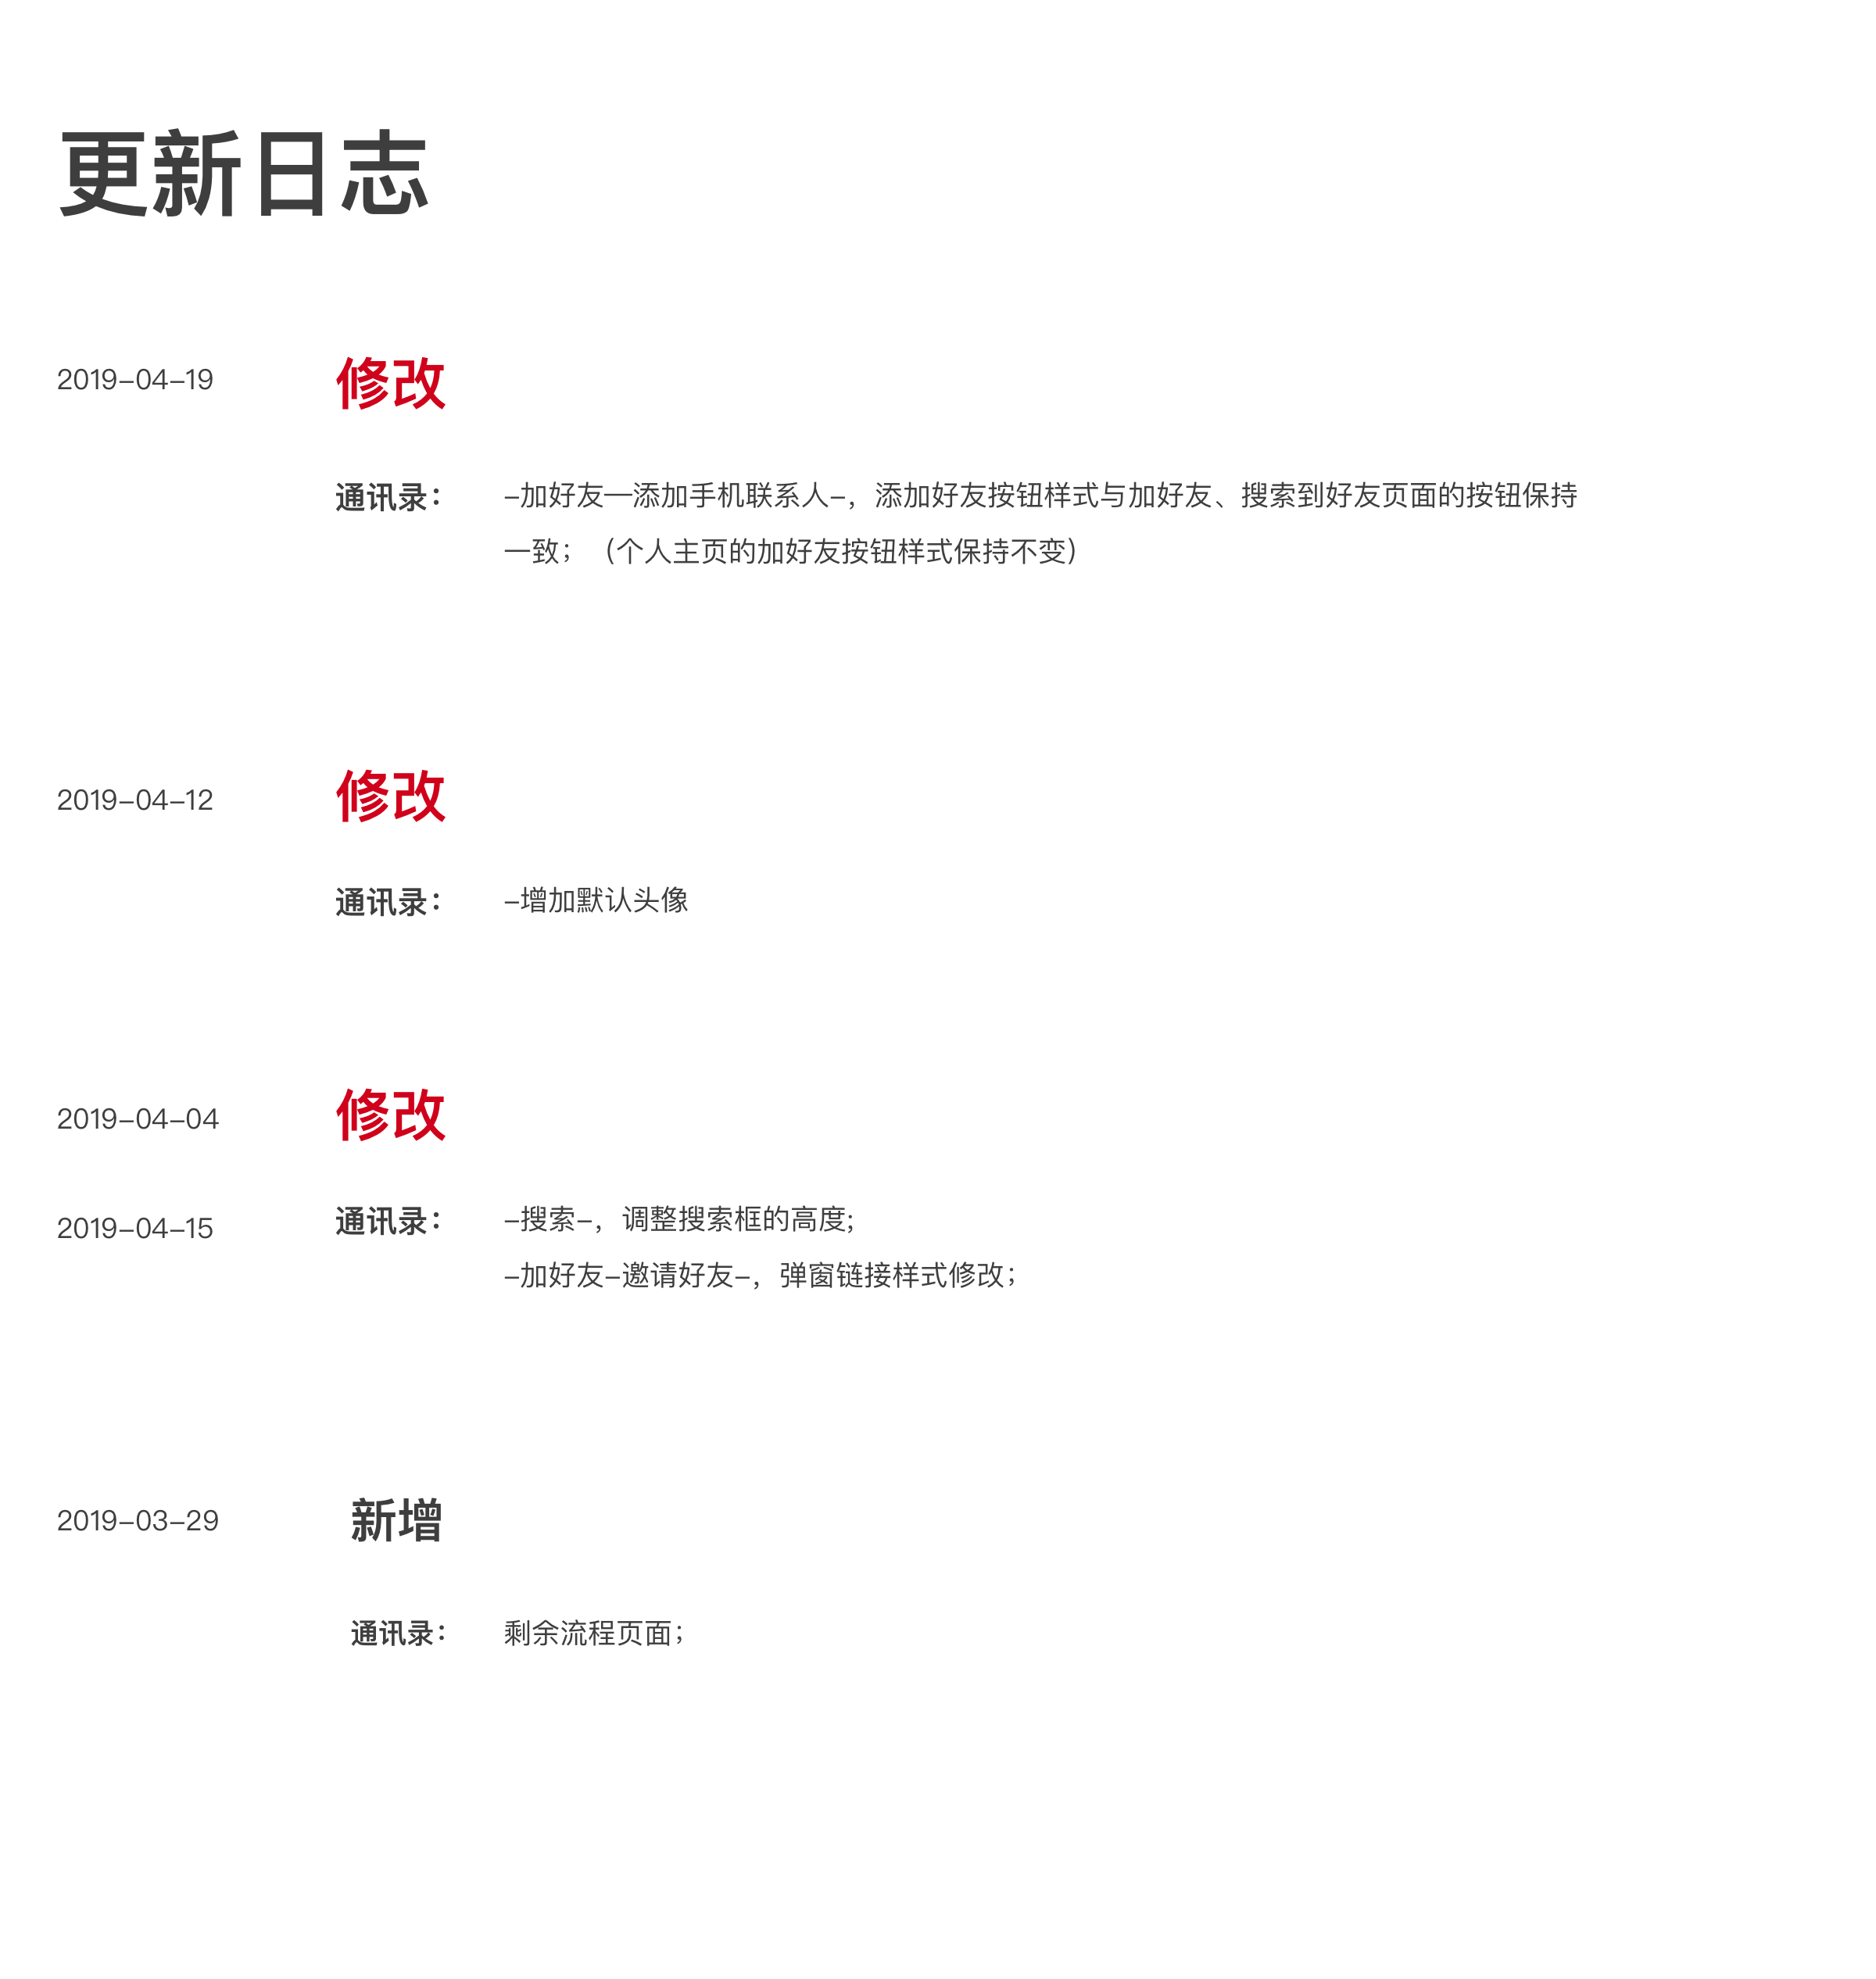 更新日志
2019-04-19 修改
通讯录： -加好友—添加手机联系人-，添加好友按钮样式与加好友、搜索到好友页面的按钮保持
一致；（个人主页的加好友按钮样式保持不变）
2019-04-12 修改
通讯录： -增加默认头像
2019-04-04 修改
2019-04-15 通讯录： -搜索-，调整搜索框的高度；
-加好友-邀请好友-，弹窗链接样式修改；
2019-03-29 新增
通讯录： 剩余流程页面；